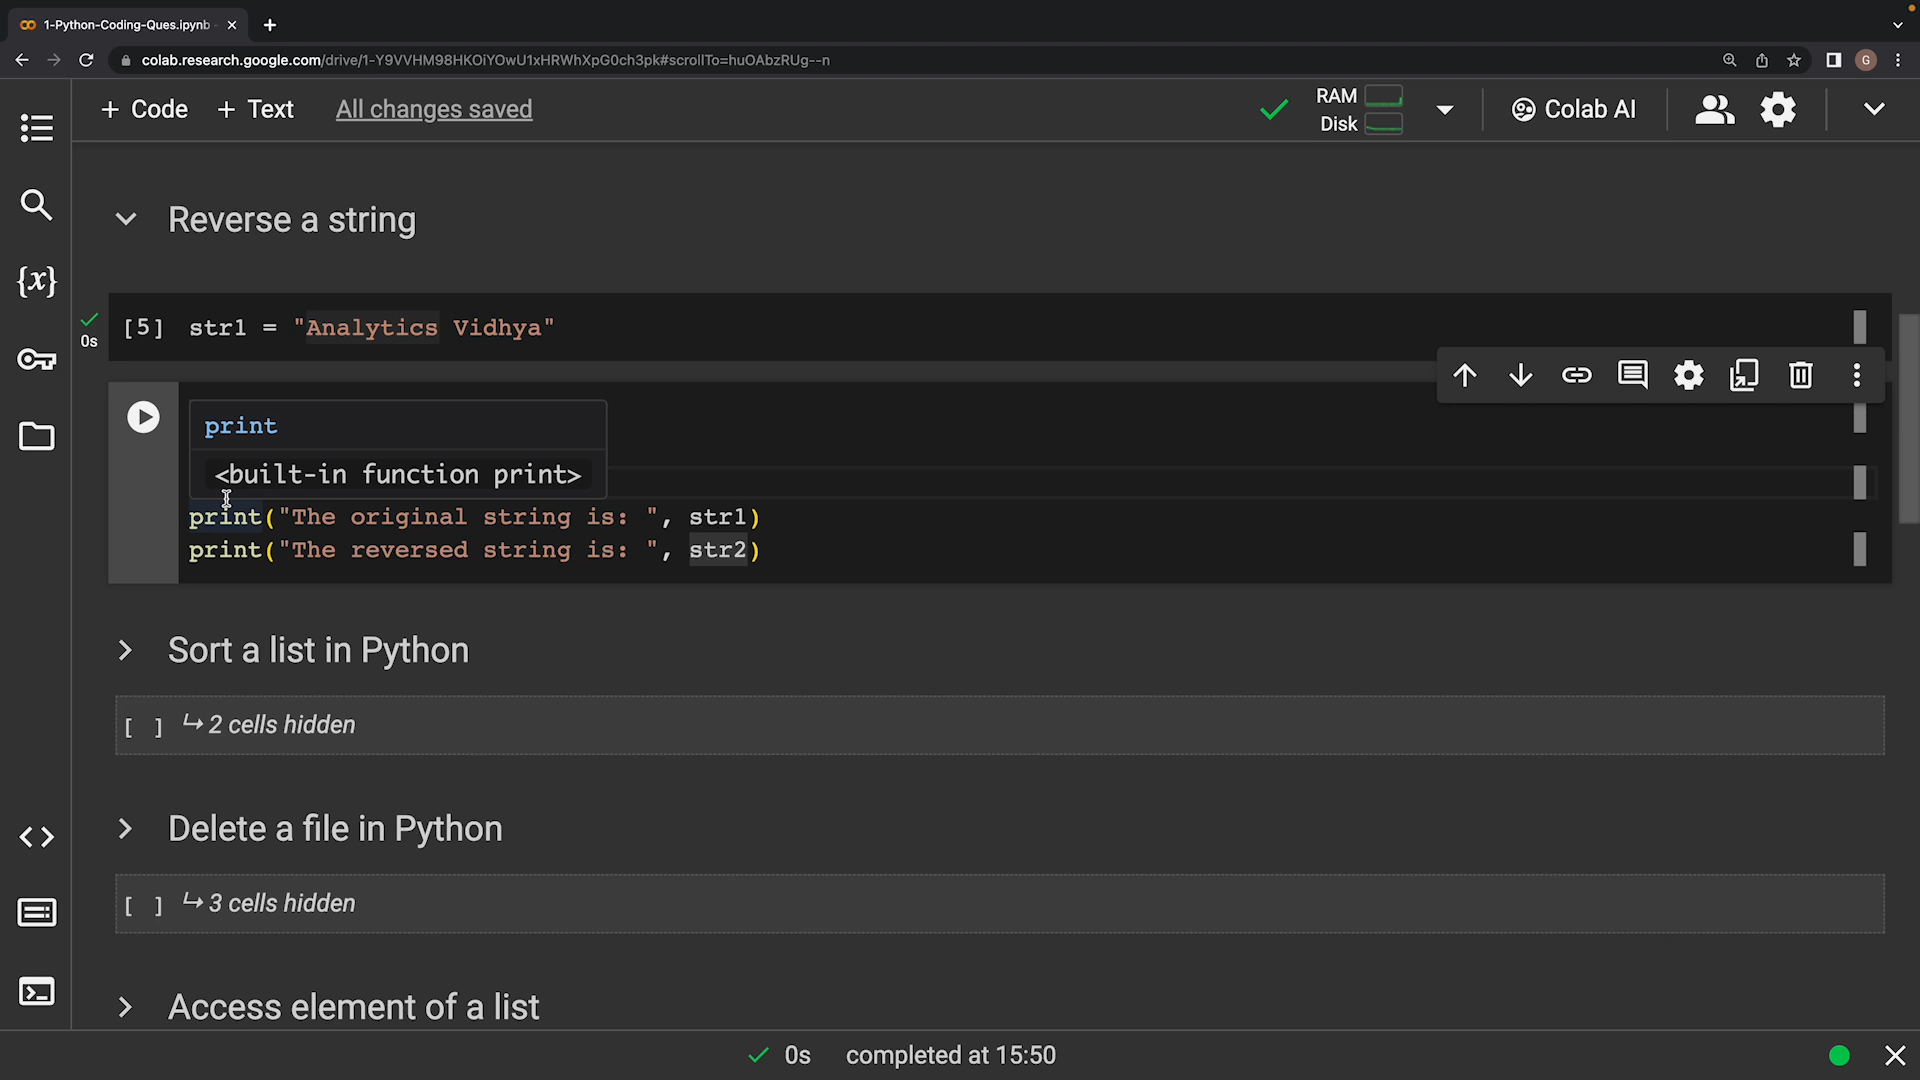 1-Python-Coding-Ques.ipynb -
colab.research.google.com/drive/1-Y9VVHM98HKOiYOwU1xHRWhXpG0ch3pk#scrollTo=huOAbzRUg--n
G
+ Code + Text All changes saved
RAM
Disk
Colab AI
{x}
Reverse a string
0s
[5] str1 = "Analytics Vidhya"
print
<built-in function print>
print("The original string is: ", str1)
print("The reversed string is: ", str2)
Sort a list in Python
[ ] ↳ 2 cells hidden
Delete a file in Python
[ ] ↳ 3 cells hidden
Access element of a list
0s completed at 15:50